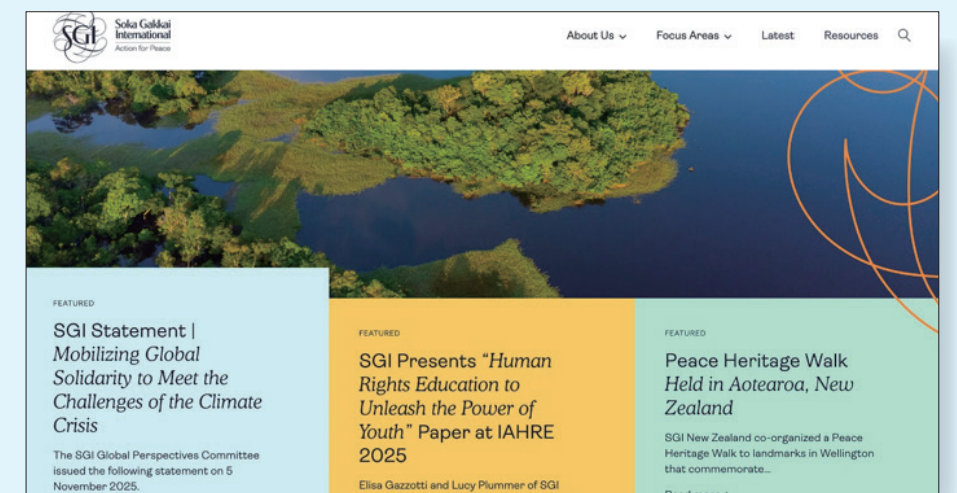 SGI
Soka Gakkai
International
Action for Peace
About Us
Focus Areas
Latest
Resources
FEATURED
SGI Statement |
Mobilizing Global
Solidarity to Meet the
Challenges of the Climate
Crisis
The SGI Global Perspectives Committee
issued the following statement on 5
November 2025.
FEATURED
SGI Presents “Human
Rights Education to
Unleash the Power of
Youth” Paper at IAHRE
2025
Elisa Gazzotti and Lucy Plummer of SGI
FEATURED
Peace Heritage Walk
Held in Aotearoa, New
Zealand
SGI New Zealand co-organized a Peace
Heritage Walk to landmarks in Wellington
that commemorate...